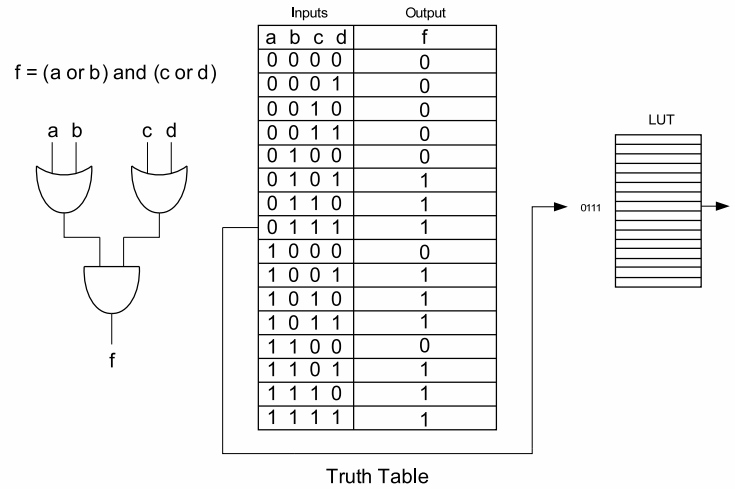 Inputs Output
a b c d f
f = (a or b) and (c or d)
0 0 0 0 0
0 0 0 1 0
0 0 1 0 0
0 0 1 1 0
0 1 0 0 0
0 1 0 1 1
0 1 1 0 1
0 1 1 1 1
1 0 0 0 0
1 0 0 1 1
1 0 1 0 1
1 0 1 1 1
1 1 0 0 0
1 1 0 1 1
1 1 1 0 1
1 1 1 1 1
a b c d
f
LUT
0111
Truth Table